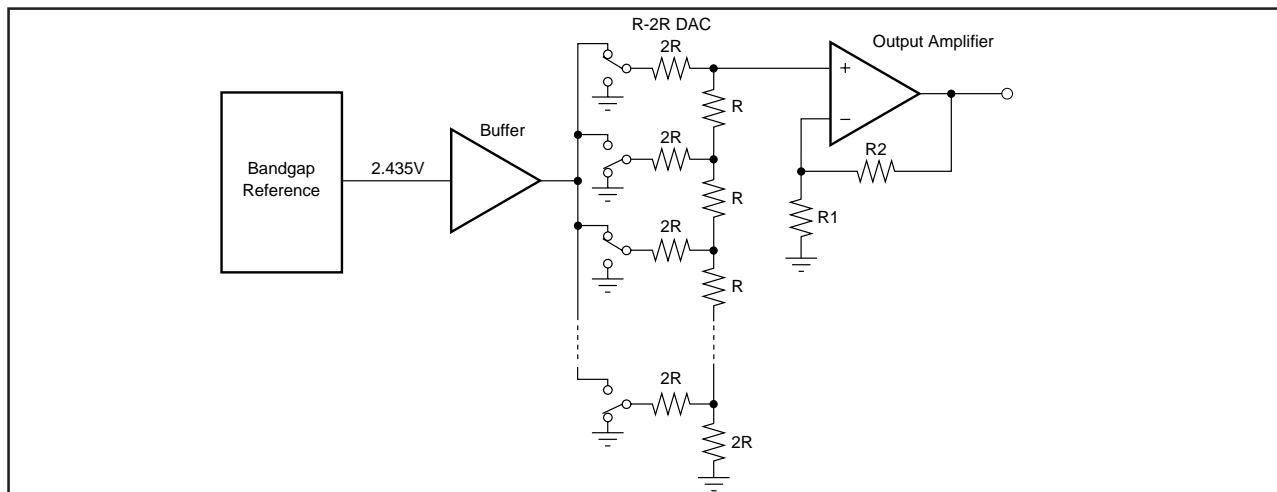 R-2R DAC
Output Amplifier
2R
+
R
Buffer
−
2R
R2
Bandgap
Reference
2.435V
R
R1
2R
R
2R
2R